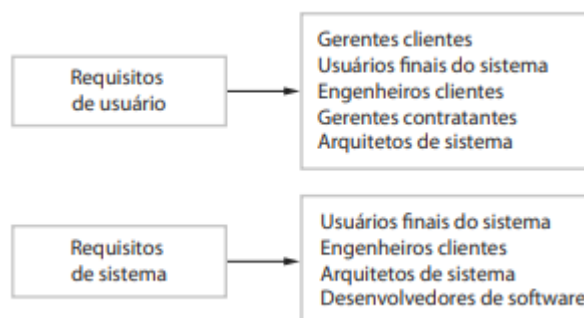 Requisitos
de usuário
Gerentes clientes
Usuários finais do sistema
Engenheiros clientes
Gerentes contratantes
Arquitetos de sistema
Requisitos
de sistema
Usuários finais do sistema
Engenheiros clientes
Arquitetos de sistema
Desenvolvedores de software